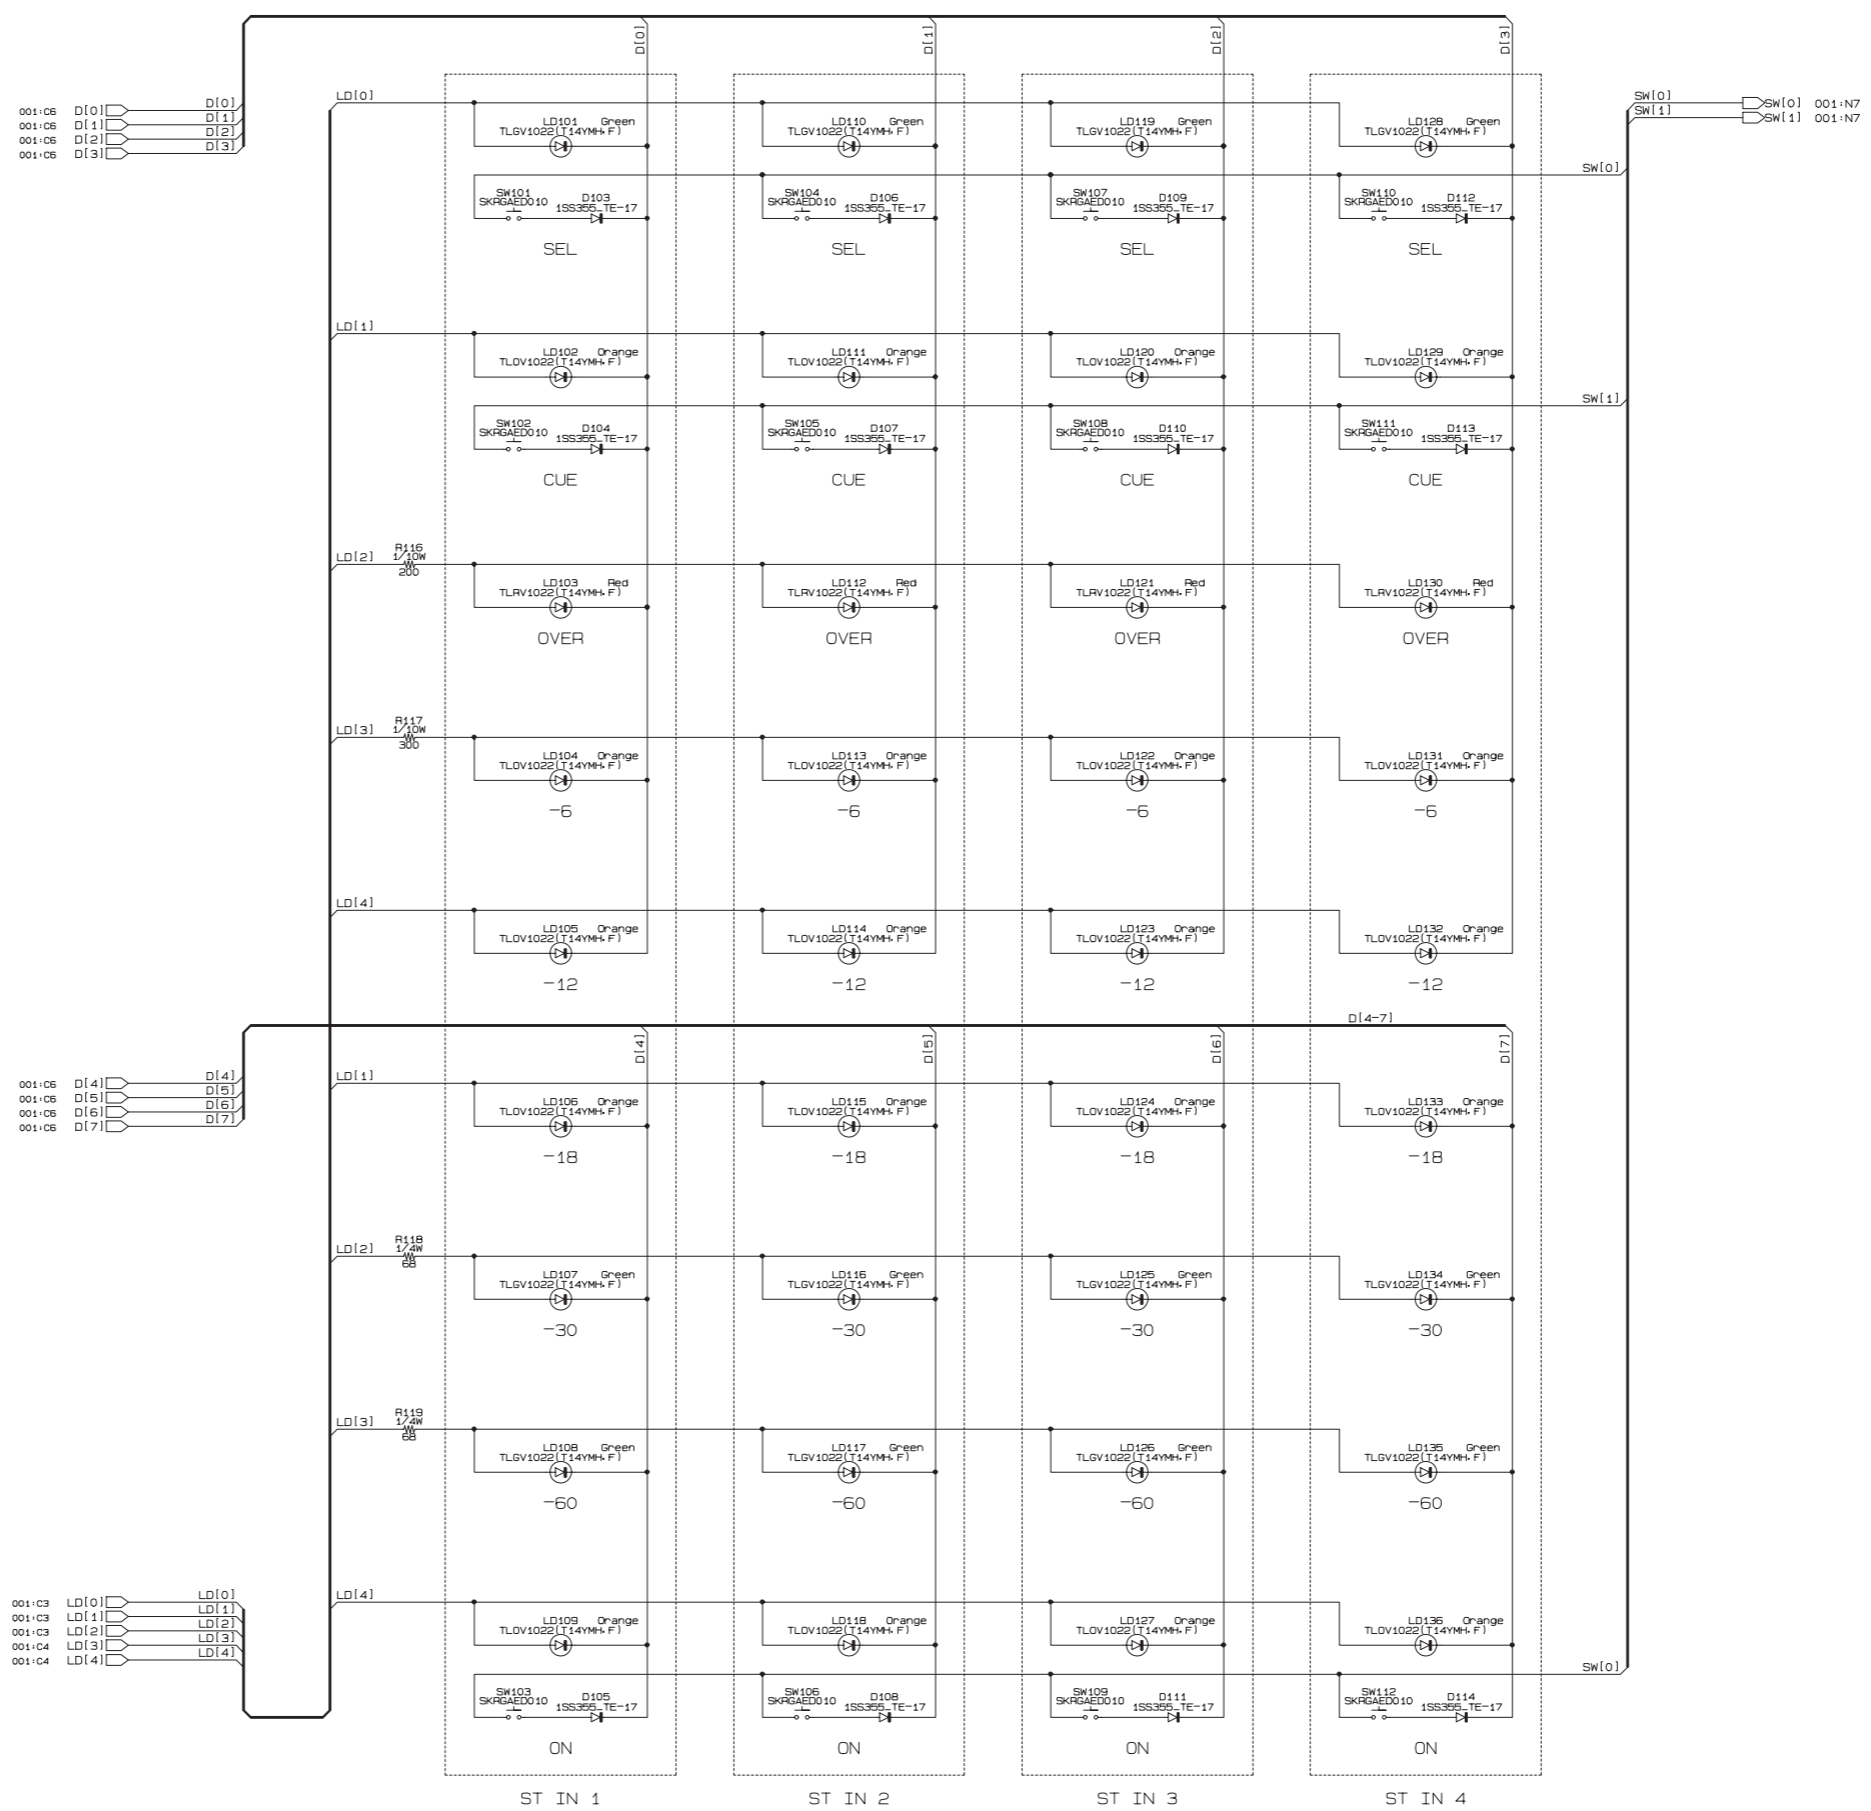 D[0] D[1] D[2] D[3]
001:C6 D[0] D[0]
001:C6 D[1] D[1]
001:C6 D[2] D[2]
001:C6 D[3] D[3]
LD[0]
SW[0] SW[0] 001:N7
SW[1] SW[1] 001:N7
LD101 Green LD110 Green LD119 Green LD128 Green
TLGV1022(T14YMH.F) TLGV1022(T14YMH.F) TLGV1022(T14YMH.F) TLGV1022(T14YMH.F)
SW[0]
SW101 D103 SW104 D106 SW107 D109 SW110 D112
SKRGAED010 1SS355_TE-17 SKRGAED010 1SS355_TE-17 SKRGAED010 1SS355_TE-17 SKRGAED010 1SS355_TE-17
SEL SEL SEL SEL
LD[1]
LD102 Orange LD111 Orange LD120 Orange LD129 Orange
TLOV1022(T14YMH.F) TLOV1022(T14YMH.F) TLOV1022(T14YMH.F) TLOV1022(T14YMH.F)
SW[1]
SW102 D104 SW105 D107 SW108 D110 SW111 D113
SKRGAED010 1SS355_TE-17 SKRGAED010 1SS355_TE-17 SKRGAED010 1SS355_TE-17 SKRGAED010 1SS355_TE-17
CUE CUE CUE CUE
R116
LD[2] 1/10W
200
LD103 Red LD112 Red LD121 Red LD130 Red
TLRV1022(T14YMH.F) TLRV1022(T14YMH.F) TLRV1022(T14YMH.F) TLRV1022(T14YMH.F)
OVER OVER OVER OVER
R117
LD[3] 1/10W
300
LD104 Orange LD113 Orange LD122 Orange LD131 Orange
TLOV1022(T14YMH.F) TLOV1022(T14YMH.F) TLOV1022(T14YMH.F) TLOV1022(T14YMH.F)
-6 -6 -6 -6
LD[4]
LD105 Orange LD114 Orange LD123 Orange LD132 Orange
TLOV1022(T14YMH.F) TLOV1022(T14YMH.F) TLOV1022(T14YMH.F) TLOV1022(T14YMH.F)
-12 -12 -12 -12
D[4-7]
D[4] D[5] D[6] D[7]
001:C6 D[4] D[4]
001:C6 D[5] D[5]
001:C6 D[6] D[6]
001:C6 D[7] D[7]
LD[1]
LD106 Orange LD115 Orange LD124 Orange LD133 Orange
TLOV1022(T14YMH.F) TLOV1022(T14YMH.F) TLOV1022(T14YMH.F) TLOV1022(T14YMH.F)
-18 -18 -18 -18
R118
LD[2] 1/4W
68
LD107 Green LD116 Green LD125 Green LD134 Green
TLGV1022(T14YMH.F) TLGV1022(T14YMH.F) TLGV1022(T14YMH.F) TLGV1022(T14YMH.F)
-30 -30 -30 -30
R119
LD[3] 1/4W
68
LD108 Green LD117 Green LD126 Green LD135 Green
TLGV1022(T14YMH.F) TLGV1022(T14YMH.F) TLGV1022(T14YMH.F) TLGV1022(T14YMH.F)
-60 -60 -60 -60
001:C3 LD[0] LD[0]
001:C3 LD[1] LD[1]
001:C3 LD[2] LD[2]
001:C4 LD[3] LD[3]
001:C4 LD[4] LD[4]
LD[4]
LD109 Orange LD118 Orange LD127 Orange LD136 Orange
TLOV1022(T14YMH.F) TLOV1022(T14YMH.F) TLOV1022(T14YMH.F) TLOV1022(T14YMH.F)
SW[0]
SW103 D105 SW106 D108 SW109 D111 SW112 D114
SKRGAED010 1SS355_TE-17 SKRGAED010 1SS355_TE-17 SKRGAED010 1SS355_TE-17 SKRGAED010 1SS355_TE-17
ON ON ON ON
ST IN 1 ST IN 2 ST IN 3 ST IN 4